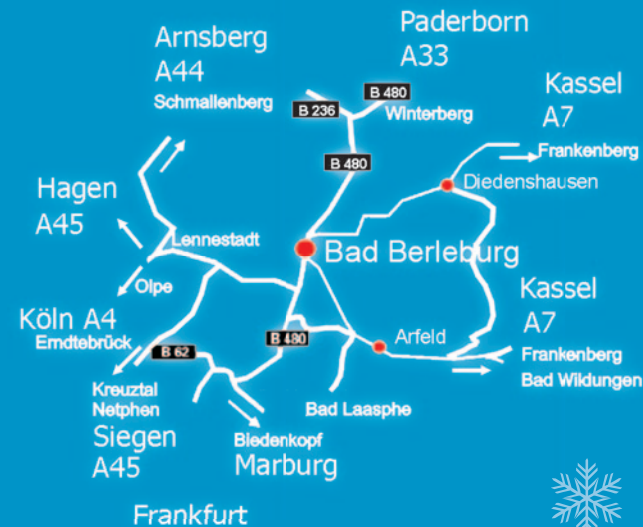 Paderborn
A33
Arnsberg
A44
Schmallenberg
Kassel
A7
Frankenberg
B 480
B 236
Winterberg
B 480
Diedenshausen
Hagen
A45
Lennestadt
Bad Berleburg
Olpe
Kassel
A7
Köln A4
Erndtebrück
B 480
Arfeld
B 62
Frankenberg
Bad Wildungen
Kreuztal
Netphen
Bad Laasphe
Siegen
A45
Biedenkopf
Marburg
Frankfurt